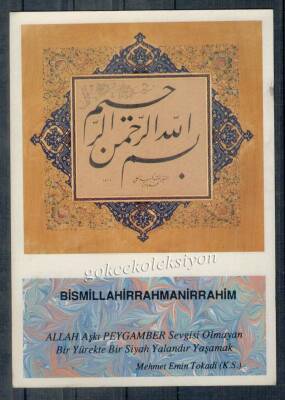 بسم الله الرحمن الرحيم
gokcekoleksiyon
BİSMİLLAHİRRAHMANİRRAHİM
ALLAH Aşkı PEYGAMBER Sevgisi Olmayan
Bir Yürekte Bir Siyah Yalandır Yaşamak
Mehmet Emin Tokadi (K.S.)